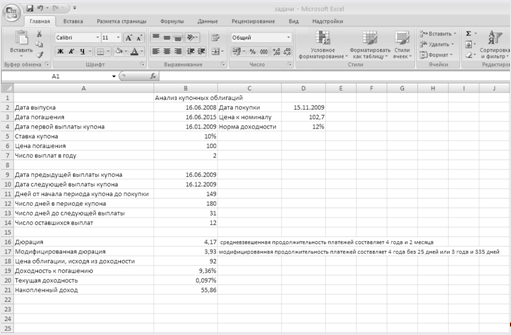 задачи - Microsoft Excel
Главная Вставка Разметка страницы Формулы Данные Рецензирование Вид Надстройки
Вставить
Calibri 11
Ж К Ч
Общий
Условное форматирование
Форматировать как таблицу
Стили ячеек
Вставить
Удалить
Формат
Сортировка и фильтр
Буфер обмена Шрифт Выравнивание Число Стили Ячейки
A1
A B C D E F G H I J
1 Анализ купонных облигаций
2 Дата выпуска 16.06.2008 Дата покупки 15.11.2009
3 Дата погашения 16.06.2015 Цена к номиналу 102,7
4 Дата первой выплаты купона 16.01.2009 Норма доходности 12%
5 Ставка купона 10%
6 Цена погашения 100
7 Число выплат в году 2
8
9 Дата предыдущей выплаты купона 16.06.2009
10 Дата следующей выплаты купона 16.12.2009
11 Дней от начала периода купона до покупки 149
12 Число дней в периоде купона 180
13 Число дней до следующей выплаты 31
14 Число оставшихся выплат 12
15
16 Дюрация 4,17 средневзвешенная продолжительность платежей составляет 4 года и 2 месяца
17 Модифицированная дюрация 3,93 модифицированная продолжительность платежей составляет 4 года без 25 дней или 3 года и 335 дней
18 Цена облигации, исходя из доходности 92
19 Доходность к погашению 9,36%
20 Текущая доходность 0,097%
21 Накопленный доход 55,86
22
23
24
25